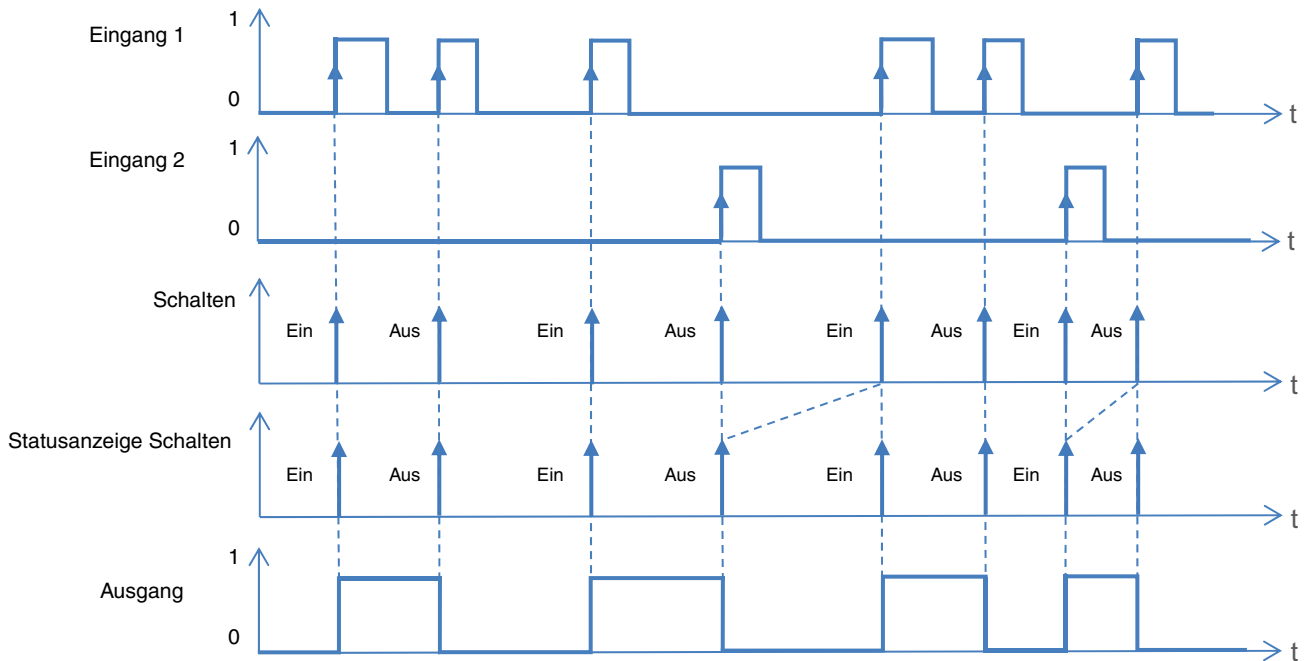 Eingang 1
1
0
t
Eingang 2
1
0
t
Schalten
Ein Aus Ein Aus Ein Aus Ein Aus
t
Statusanzeige Schalten
Ein Aus Ein Aus Ein Aus Ein Aus
t
Ausgang
1
0
t